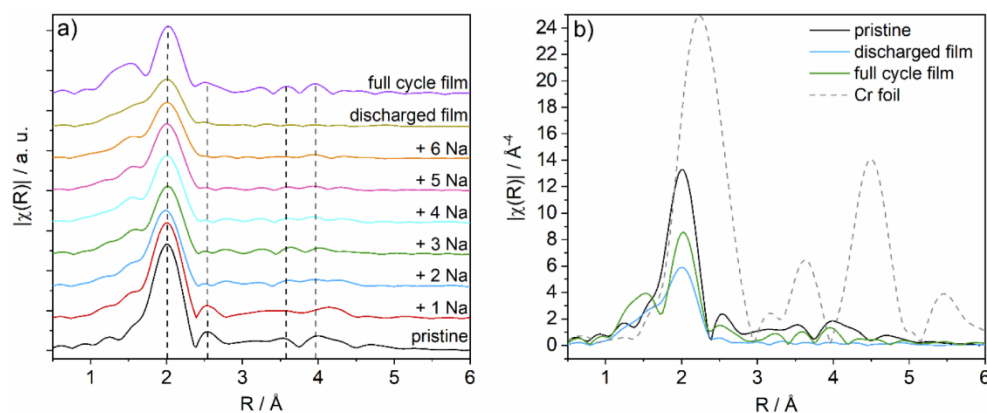 a)
full cycle film
discharged film
+ 6 Na
+ 5 Na
+ 4 Na
+ 3 Na
+ 2 Na
+ 1 Na
pristine
|χ(R)| / a. u.
1 2 3 4 5 6
R / Å
b)
pristine
discharged film
full cycle film
Cr foil
|χ(R)| / Å⁻⁴
24
22
20
18
16
14
12
10
8
6
4
2
0
1 2 3 4 5 6
R / Å